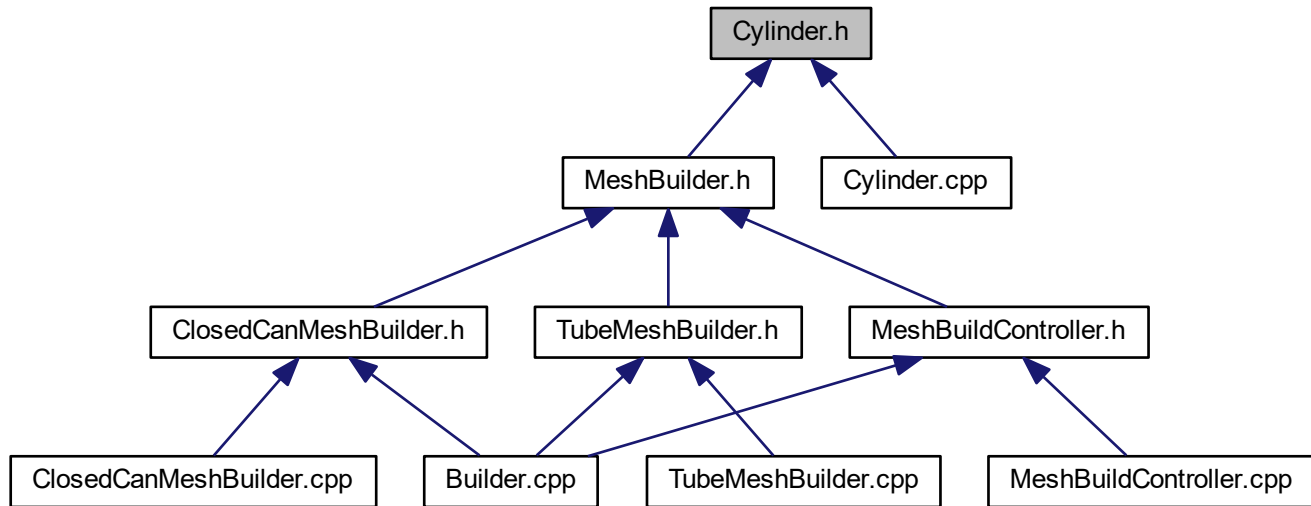 Cylinder.h
MeshBuilder.h
Cylinder.cpp
ClosedCanMeshBuilder.h
TubeMeshBuilder.h
MeshBuildController.h
ClosedCanMeshBuilder.cpp
Builder.cpp
TubeMeshBuilder.cpp
MeshBuildController.cpp